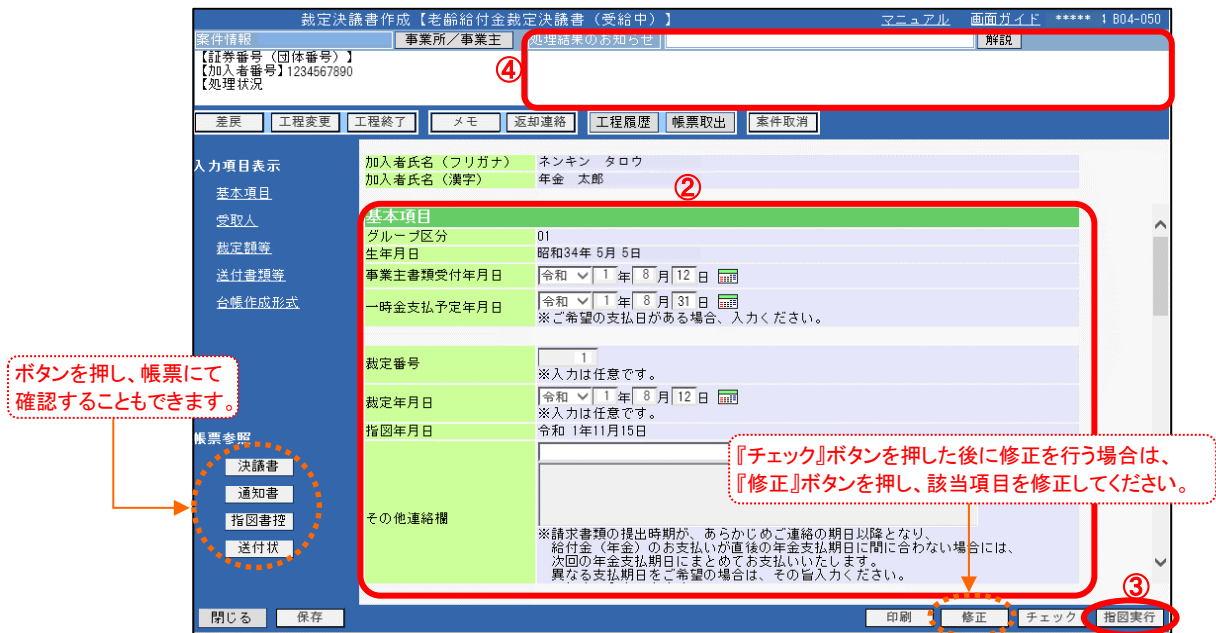 裁定決議書作成【老齢給付金裁定決議書（受給中）】 マニュアル 画面ガイド ***** 1 B04-050
案件情報 事業所／事業主 処理結果のお知らせ 解説
【証券番号（団体番号）】
【加入者番号】1234567890
【処理状況
④
差戻 工程変更 工程終了 メモ 返却連絡 工程履歴 帳票取出 案件取消
入力項目表示
基本項目
受取人
裁定額等
送付書類等
台帳作成形式
加入者氏名（フリガナ） ネンキン タロウ
加入者氏名（漢字） 年金 太郎
②
基本項目
グループ区分 01
生年月日 昭和34年 5月 5日
事業主書類受付年月日 令和 1 年 8 月 12 日
一時金支払予定年月日 令和 1 年 8 月 31 日
※ご希望の支払日がある場合、入力ください。
裁定番号 1
※入力は任意です。
裁定年月日 令和 1 年 8 月 12 日
※入力は任意です。
指図年月日 令和 1年11月15日
その他連絡欄
※請求書類の提出時期が、あらかじめご連絡の期日以降となり、
給付金（年金）のお支払いが直後の年金支払期日に間に合わない場合には、
次回の年金支払期日にまとめてお支払いいたします。
異なる支払期日をご希望の場合は、その旨入力ください。
ボタンを押し、帳票にて
確認することもできます。
帳票参照
決議書
通知書
指図書控
送付状
『チェック』ボタンを押した後に修正を行う場合は、
『修正』ボタンを押し、該当項目を修正してください。
③
閉じる 保存 印刷 修正 チェック 指図実行